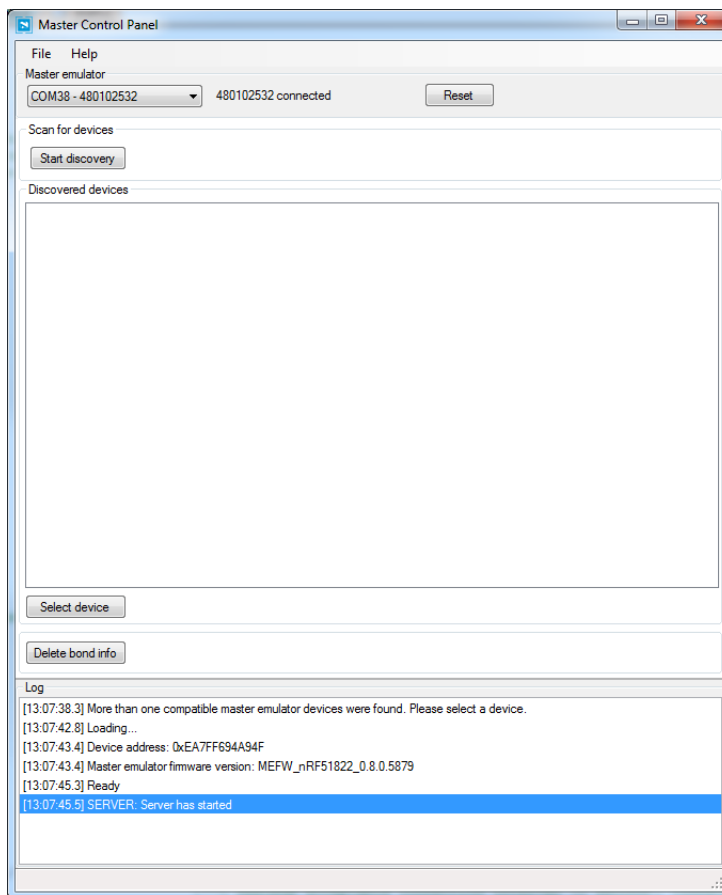 Master Control Panel
File Help
Master emulator
COM38 - 480102532 480102532 connected Reset
Scan for devices
Start discovery
Discovered devices
Select device
Delete bond info
Log
[13:07:38.3] More than one compatible master emulator devices were found. Please select a device.
[13:07:42.8] Loading...
[13:07:43.4] Device address: 0xEA7FF694A94F
[13:07:43.4] Master emulator firmware version: MEFW_nRF51822_0.8.0.5879
[13:07:45.3] Ready
[13:07:45.5] SERVER: Server has started